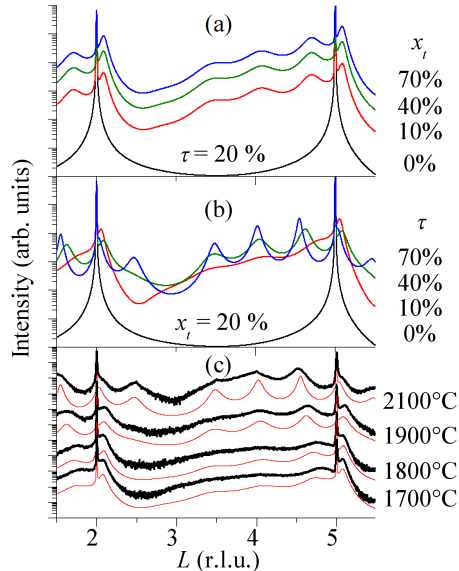 (a)
x_t
70%
40%
10%
0%
τ = 20 %
(b)
τ
70%
40%
10%
0%
x_t = 20 %
(c)
2100°C
1900°C
1800°C
1700°C
Intensity (arb. units)
2 3 4 5
L (r.l.u.)